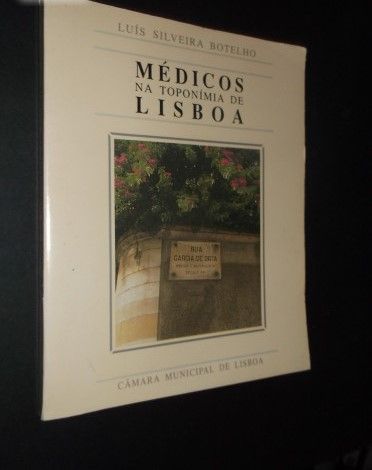 LUÍS SILVEIRA BOTELHO
MÉDICOS
NA TOPONÍMIA DE
LISBOA
RUA
GARCIA DE ORTA
CÂMARA MUNICIPAL DE LISBOA